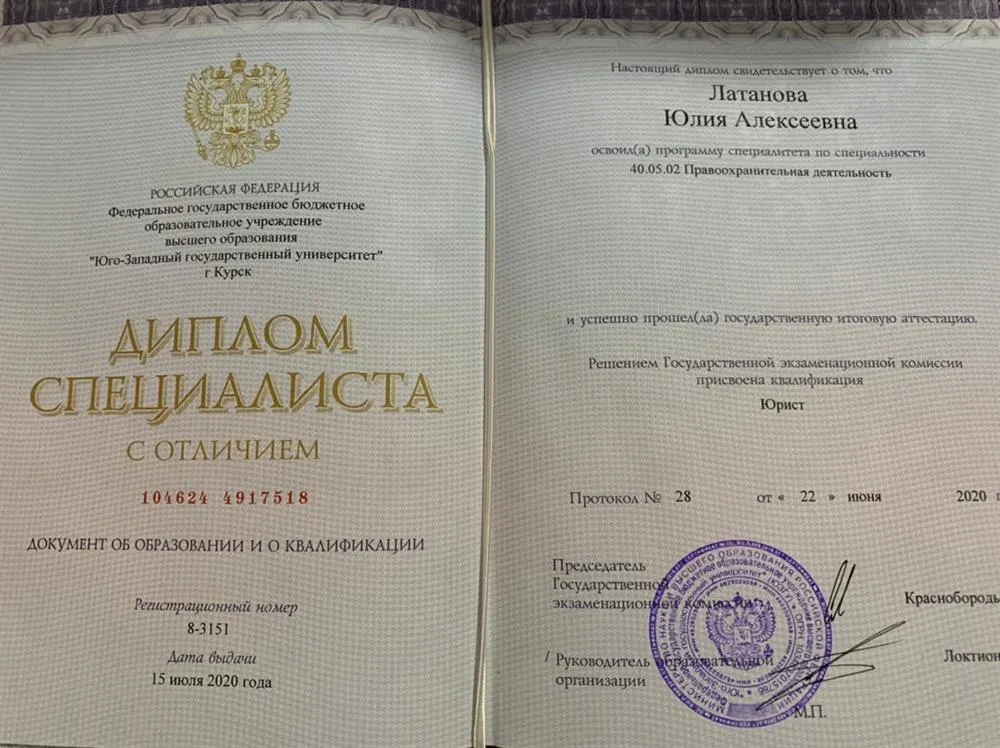 РОССИЙСКАЯ ФЕДЕРАЦИЯ
Федеральное государственное бюджетное
образовательное учреждение
высшего образования
"Юго-Западный государственный университет"
г Курск
ДИПЛОМ
СПЕЦИАЛИСТА
С ОТЛИЧИЕМ
104624 4917518
ДОКУМЕНТ ОБ ОБРАЗОВАНИИ И О КВАЛИФИКАЦИИ
Регистрационный номер
8-3151
Дата выдачи
15 июля 2020 года
Настоящий диплом свидетельствует о том, что
Латанова
Юлия Алексеевна
освоил(а) программу специалитета по специальности
40.05.02 Правоохранительная деятельность
и успешно прошел(ла) государственную итоговую аттестацию.
Решением Государственной экзаменационной комиссии
присвоена квалификация
Юрист
Протокол № 28 от « 22 » июня 2020 г
Председатель
Государственной
экзаменационной комиссии
Краснобородь
/ Руководитель образовательной
организации
Локтион
М.П.